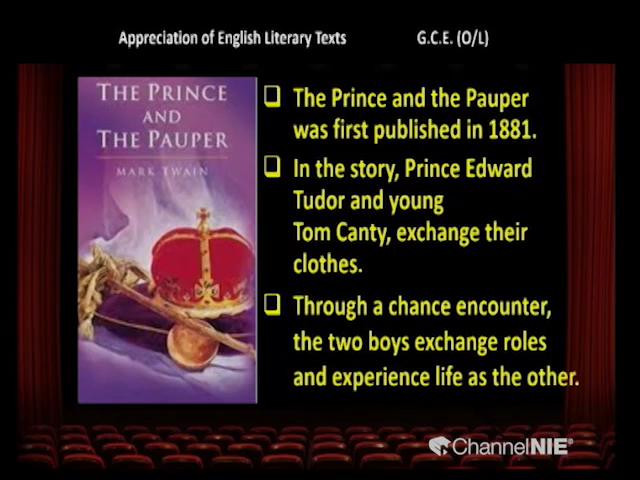 Appreciation of English Literary Texts G.C.E. (O/L)
THE PRINCE
AND
THE PAUPER
MARK TWAIN
The Prince and the Pauper
was first published in 1881.
In the story, Prince Edward
Tudor and young
Tom Canty, exchange their
clothes.
Through a chance encounter,
the two boys exchange roles
and experience life as the other.
ChannelNIE